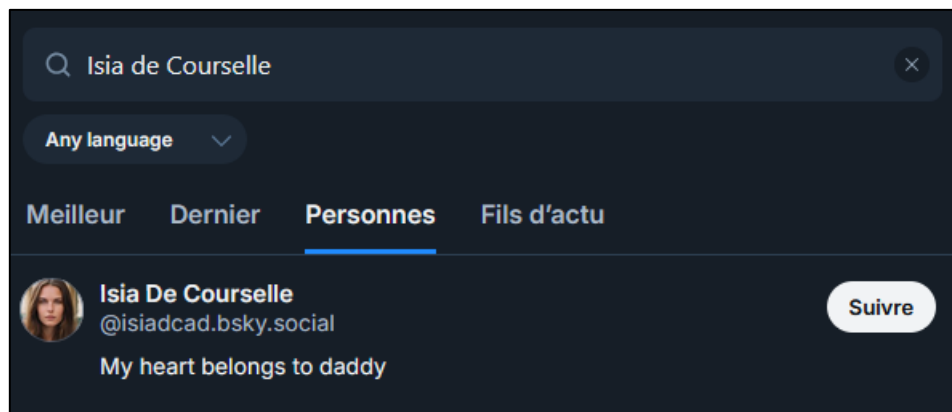 Isia de Courselle
Any language
Meilleur Dernier Personnes Fils d’actu
Isia De Courselle
@isiadcad.bsky.social
Suivre
My heart belongs to daddy